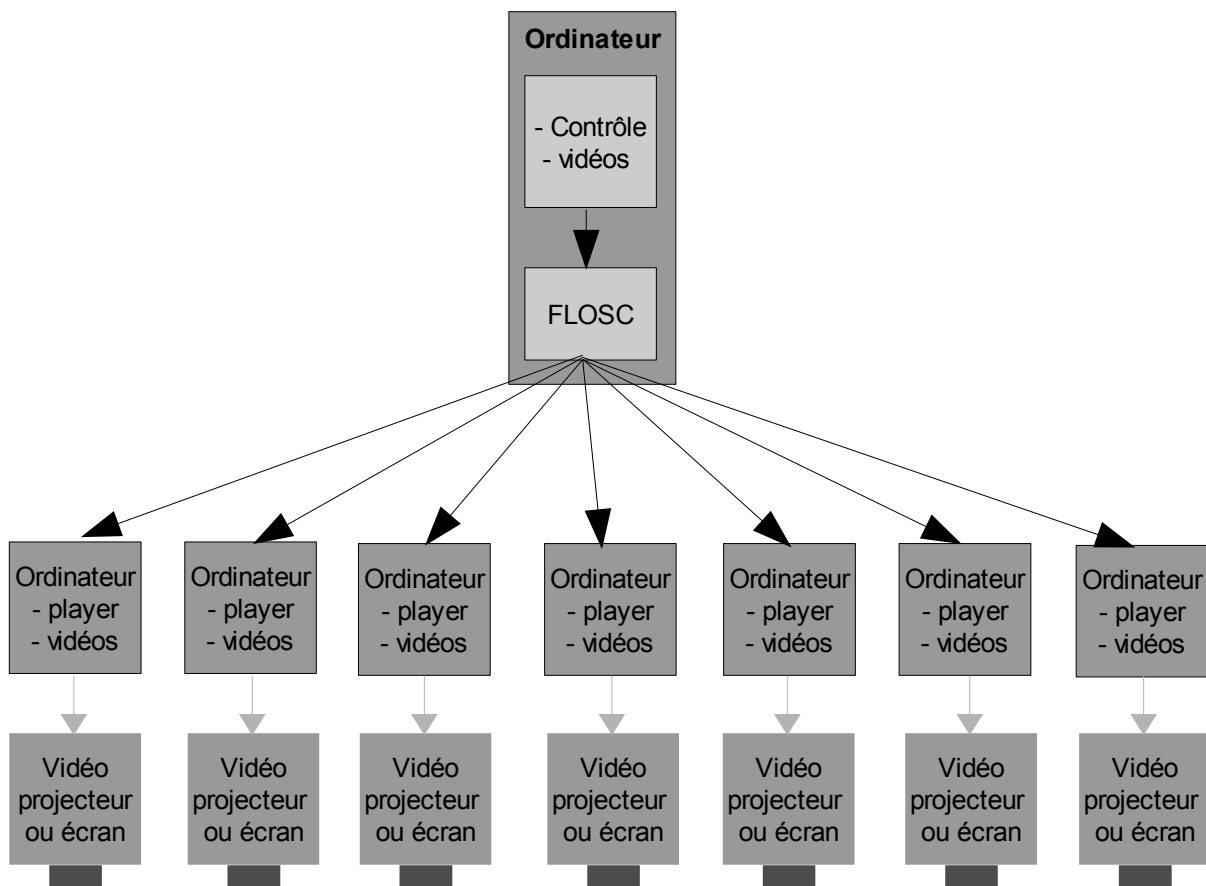 Ordinateur
- Contrôle
- vidéos
FLOSC
Ordinateur
- player
- vidéos
Ordinateur
- player
- vidéos
Ordinateur
- player
- vidéos
Ordinateur
- player
- vidéos
Ordinateur
- player
- vidéos
Ordinateur
- player
- vidéos
Ordinateur
- player
- vidéos
Vidéo
projecteur
ou écran
Vidéo
projecteur
ou écran
Vidéo
projecteur
ou écran
Vidéo
projecteur
ou écran
Vidéo
projecteur
ou écran
Vidéo
projecteur
ou écran
Vidéo
projecteur
ou écran